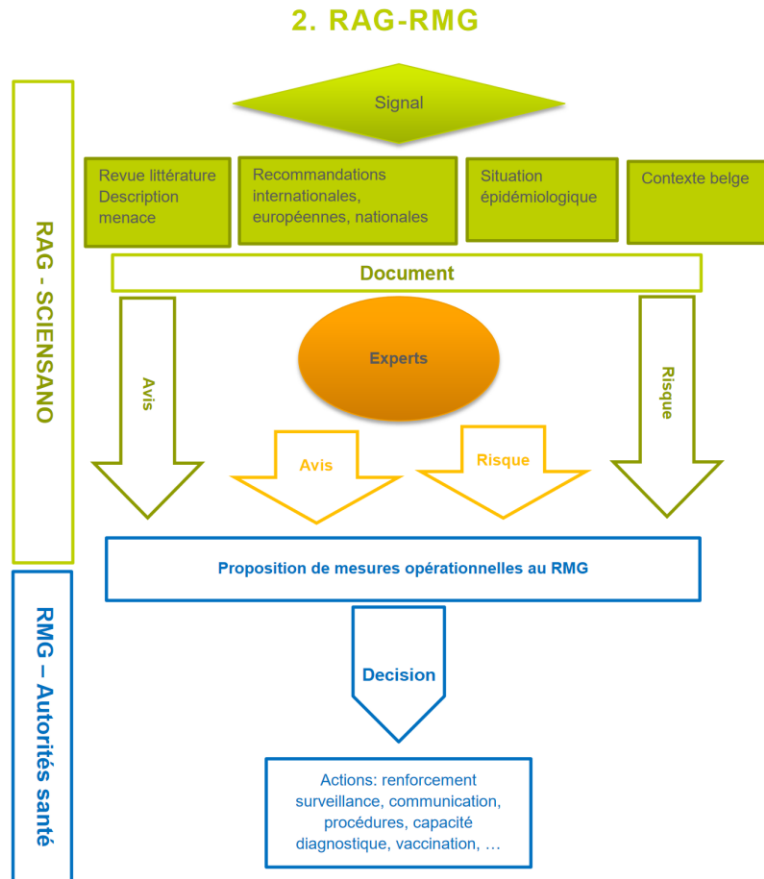 2. RAG-RMG
RAG - SCIENSANO
Signal
Revue littérature
Description
menace
Recommandations
internationales,
européennes, nationales
Situation
épidémiologique
Contexte belge
Document
Avis
Experts
Risque
Avis
Risque
Proposition de mesures opérationnelles au RMG
RMG – Autorités santé
Decision
Actions: renforcement
surveillance, communication,
procédures, capacité
diagnostique, vaccination, …